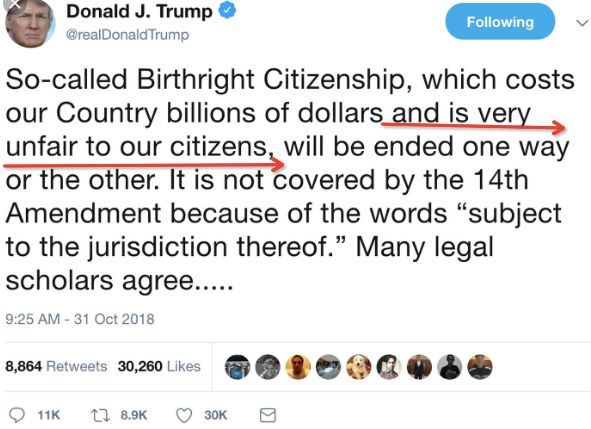 Donald J. Trump
Following
@realDonaldTrump
So-called Birthright Citizenship, which costs
our Country billions of dollars and is very
unfair to our citizens, will be ended one way
or the other. It is not covered by the 14th
Amendment because of the words “subject
to the jurisdiction thereof.” Many legal
scholars agree.....
9:25 AM - 31 Oct 2018
8,864 Retweets 30,260 Likes
11K 8.9K 30K